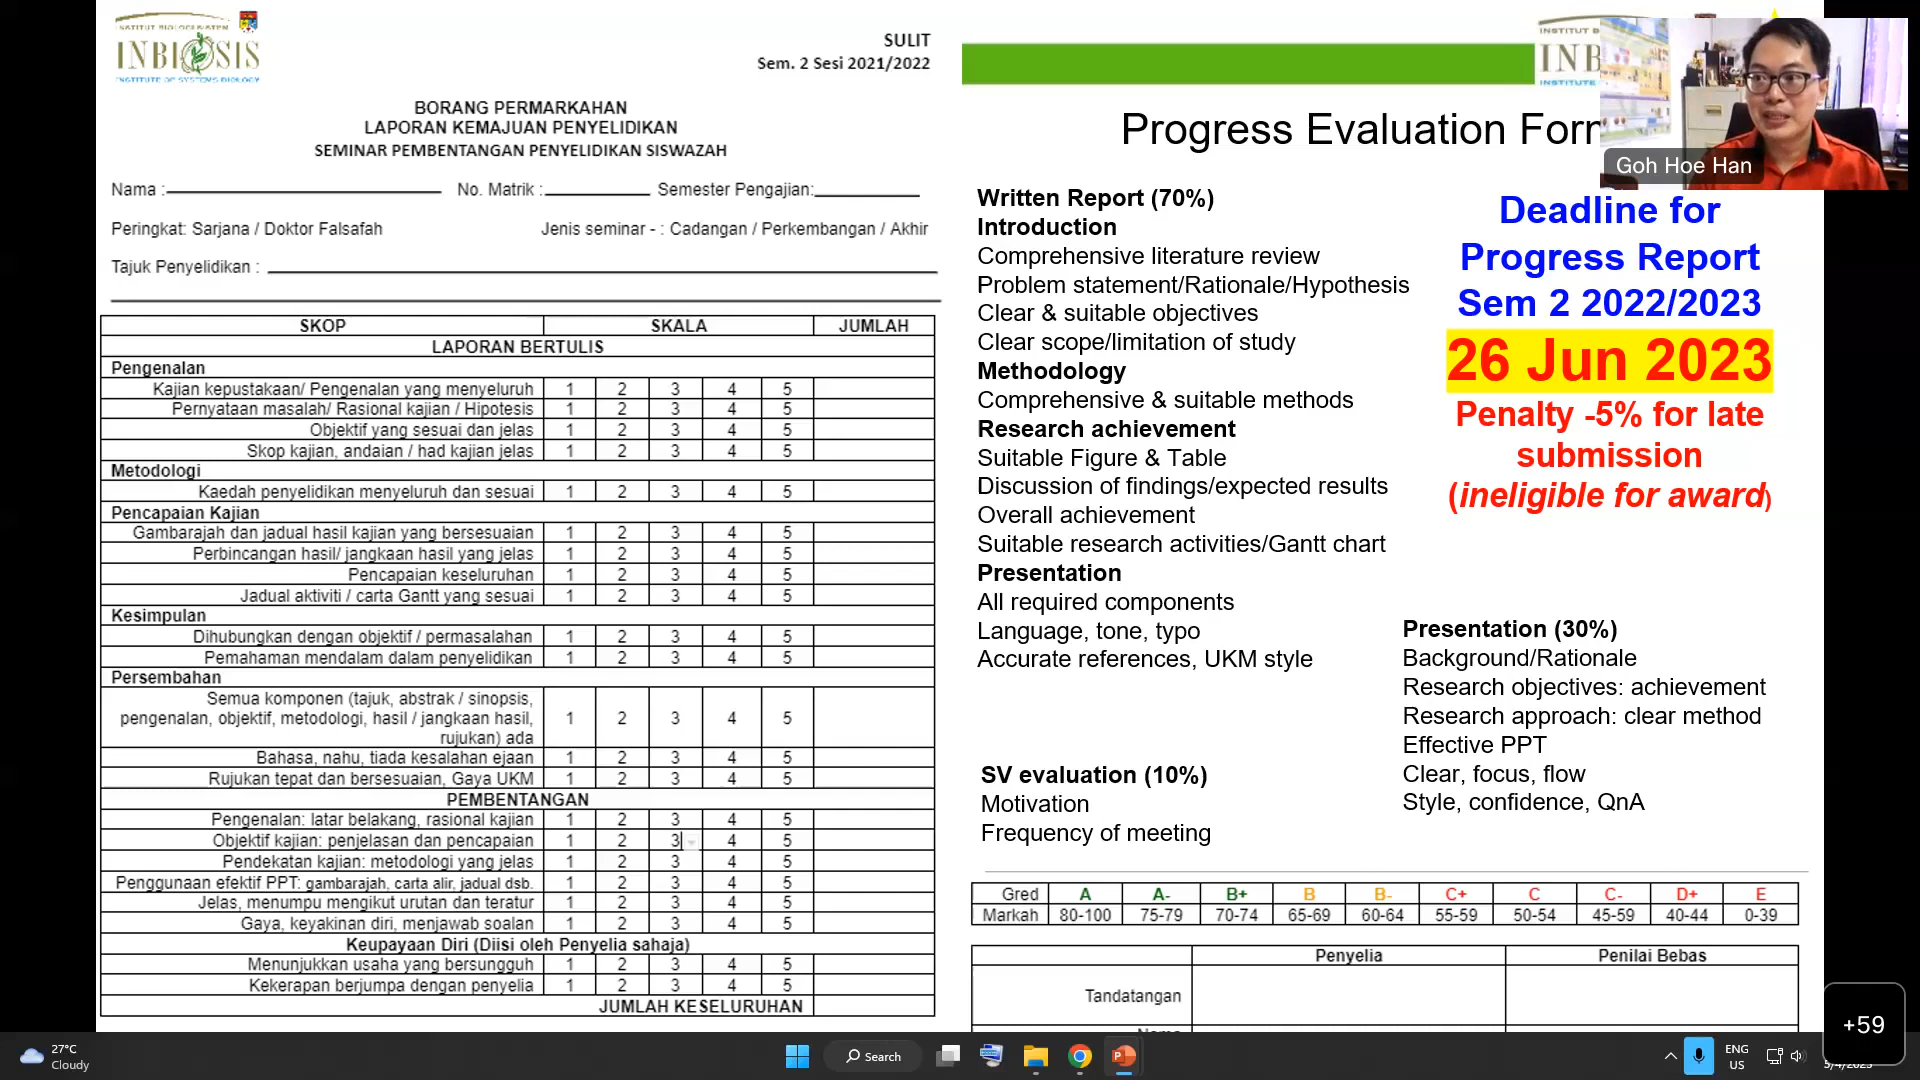 INSTITUT BIOLOGI SISTEM
INBIOSIS
INSTITUTE OF SYSTEMS BIOLOGY
SULIT
Sem. 2 Sesi 2021/2022
BORANG PERMARKAHAN
LAPORAN KEMAJUAN PENYELIDIKAN
SEMINAR PEMBENTANGAN PENYELIDIKAN SISWAZAH
Nama : No. Matrik : Semester Pengajian:
Peringkat: Sarjana / Doktor Falsafah Jenis seminar - : Cadangan / Perkembangan / Akhir
Tajuk Penyelidikan :
SKOP SKALA JUMLAH
LAPORAN BERTULIS
Pengenalan
Kajian kepustakaan/ Pengenalan yang menyeluruh 1 2 3 4 5
Pernyataan masalah/ Rasional kajian / Hipotesis 1 2 3 4 5
Objektif yang sesuai dan jelas 1 2 3 4 5
Skop kajian, andaian / had kajian jelas 1 2 3 4 5
Metodologi
Kaedah penyelidikan menyeluruh dan sesuai 1 2 3 4 5
Pencapaian Kajian
Gambarajah dan jadual hasil kajian yang bersesuaian 1 2 3 4 5
Perbincangan hasil/ jangkaan hasil yang jelas 1 2 3 4 5
Pencapaian keseluruhan 1 2 3 4 5
Jadual aktiviti / carta Gantt yang sesuai 1 2 3 4 5
Kesimpulan
Dihubungkan dengan objektif / permasalahan 1 2 3 4 5
Pemahaman mendalam dalam penyelidikan 1 2 3 4 5
Persembahan
Semua komponen (tajuk, abstrak / sinopsis,
pengenalan, objektif, metodologi, hasil / jangkaan hasil, 1 2 3 4 5
rujukan) ada
Bahasa, nahu, tiada kesalahan ejaan 1 2 3 4 5
Rujukan tepat dan bersesuaian, Gaya UKM 1 2 3 4 5
PEMBENTANGAN
Pengenalan: latar belakang, rasional kajian 1 2 3 4 5
Objektif kajian: penjelasan dan pencapaian 1 2 3 4 5
Pendekatan kajian: metodologi yang jelas 1 2 3 4 5
Penggunaan efektif PPT: gambarajah, carta alir, jadual dsb. 1 2 3 4 5
Jelas, menumpu mengikut urutan dan teratur 1 2 3 4 5
Gaya, keyakinan diri, menjawab soalan 1 2 3 4 5
Keupayaan Diri (Diisi oleh Penyelia sahaja)
Menunjukkan usaha yang bersungguh 1 2 3 4 5
Kekerapan berjumpa dengan penyelia 1 2 3 4 5
JUMLAH KESELURUHAN
INSTITUT B
INB
INSTITUTE
Progress Evaluation Form
Goh Hoe Han
Written Report (70%)
Introduction
Comprehensive literature review
Problem statement/Rationale/Hypothesis
Clear & suitable objectives
Clear scope/limitation of study
Methodology
Comprehensive & suitable methods
Research achievement
Suitable Figure & Table
Discussion of findings/expected results
Overall achievement
Suitable research activities/Gantt chart
Presentation
All required components
Language, tone, typo
Accurate references, UKM style
SV evaluation (10%)
Motivation
Frequency of meeting
Deadline for
Progress Report
Sem 2 2022/2023
26 Jun 2023
Penalty -5% for late
submission
(ineligible for award)
Presentation (30%)
Background/Rationale
Research objectives: achievement
Research approach: clear method
Effective PPT
Clear, focus, flow
Style, confidence, QnA
Gred A A- B+ B B- C+ C C- D+ E
Markah 80-100 75-79 70-74 65-69 60-64 55-59 50-54 45-59 40-44 0-39
Penyelia Penilai Bebas
Tandatangan
+59
27°C
Cloudy
Search
ENG
US